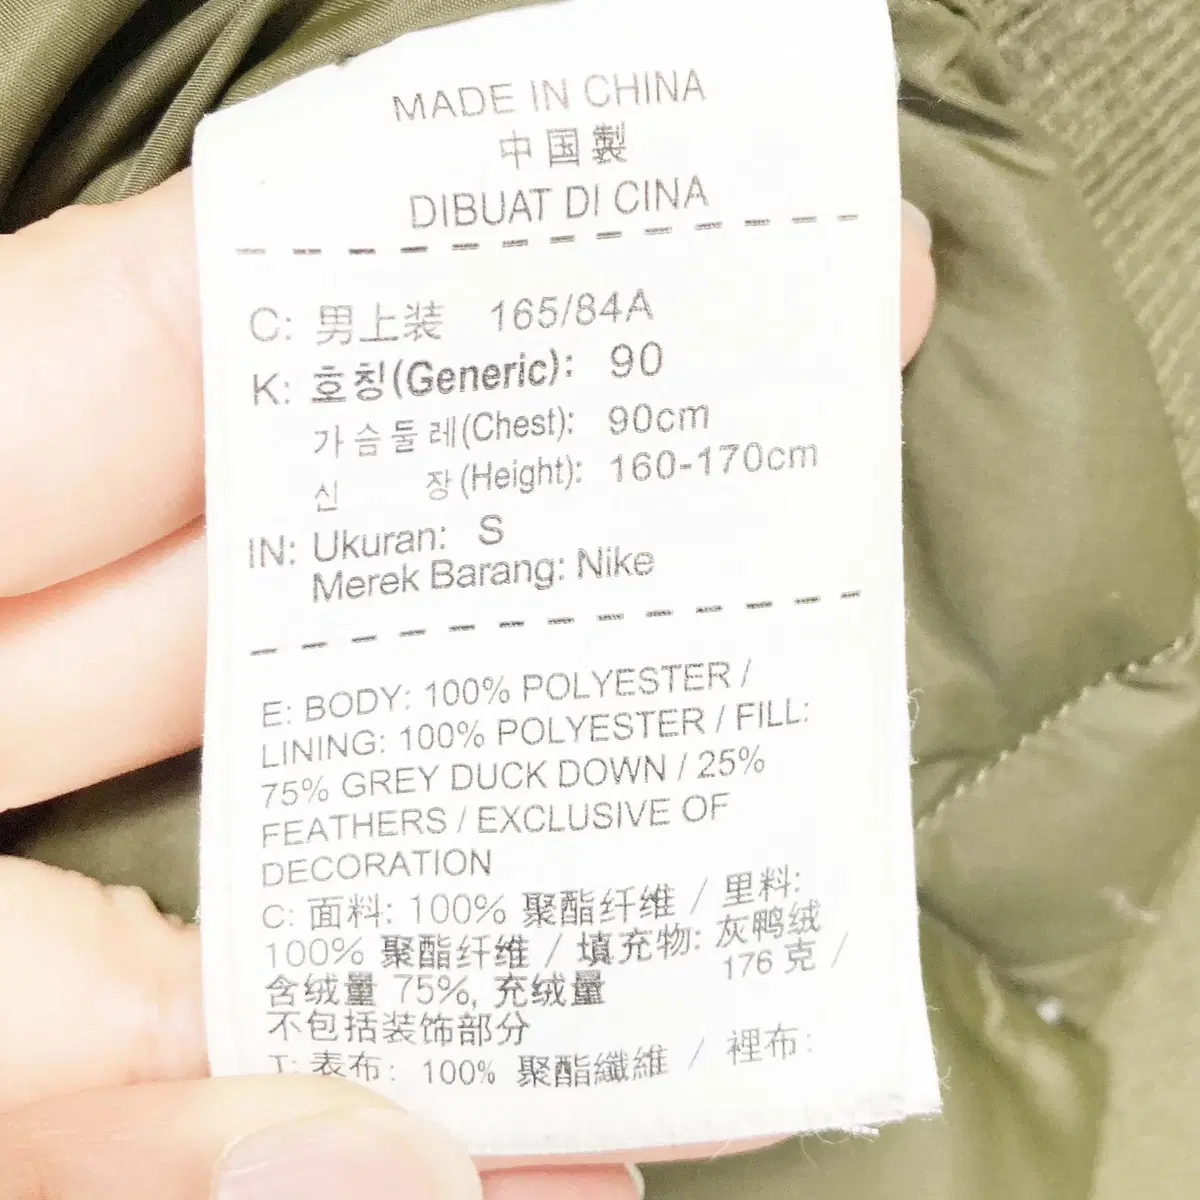 MADE IN CHINA
中国製
DIBUAT DI CINA
C: 男上装 165/84A
K: 호칭(Generic): 90
가슴둘레(Chest): 90cm
신 장(Height): 160-170cm
IN: Ukuran: S
Merek Barang: Nike
E: BODY: 100% POLYESTER /
LINING: 100% POLYESTER / FILL:
75% GREY DUCK DOWN / 25%
FEATHERS / EXCLUSIVE OF
DECORATION
C: 面料: 100% 聚酯纤维 / 里料:
100% 聚酯纤维 / 填充物: 灰鸭绒
含绒量 75%, 充绒量 176 克 /
不包括装饰部分
T: 表布: 100% 聚酯纖維 / 裡布: